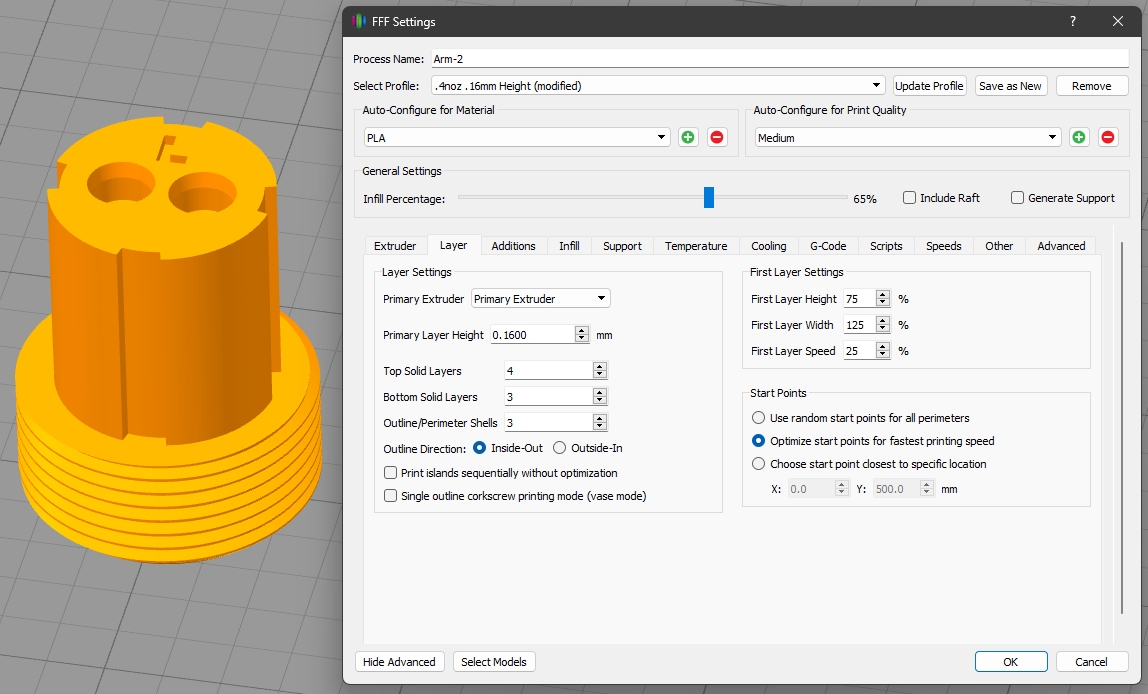 FFF Settings
Process Name: Arm-2
Select Profile: .4noz .16mm Height (modified) Update Profile Save as New Remove
Auto-Configure for Material Auto-Configure for Print Quality
PLA Medium
General Settings
Infill Percentage: 65% Include Raft Generate Support
Extruder Layer Additions Infill Support Temperature Cooling G-Code Scripts Speeds Other Advanced
Layer Settings
Primary Extruder Primary Extruder
Primary Layer Height 0.1600 mm
Top Solid Layers 4
Bottom Solid Layers 3
Outline/Perimeter Shells 3
Outline Direction: Inside-Out Outside-In
Print islands sequentially without optimization
Single outline corkscrew printing mode (vase mode)
First Layer Settings
First Layer Height 75 %
First Layer Width 125 %
First Layer Speed 25 %
Start Points
Use random start points for all perimeters
Optimize start points for fastest printing speed
Choose start point closest to specific location
X: 0.0 Y: 500.0 mm
Hide Advanced Select Models OK Cancel